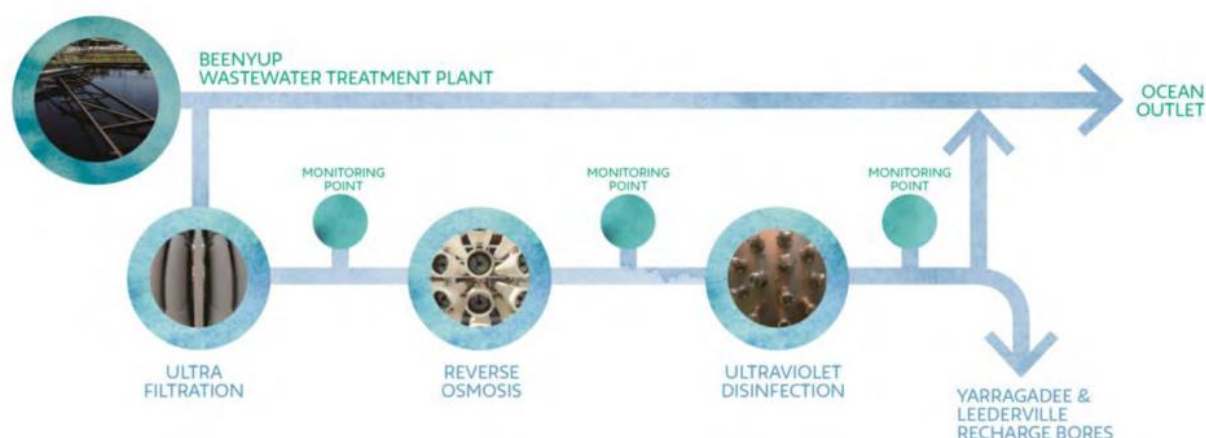 BEENYUP
WASTEWATER TREATMENT PLANT
OCEAN
OUTLET
MONITORING
POINT
MONITORING
POINT
MONITORING
POINT
ULTRA
FILTRATION
REVERSE
OSMOSIS
ULTRAVIOLET
DISINFECTION
YARRAGADEE &
LEEDERVILLE
RECHARGE BORES